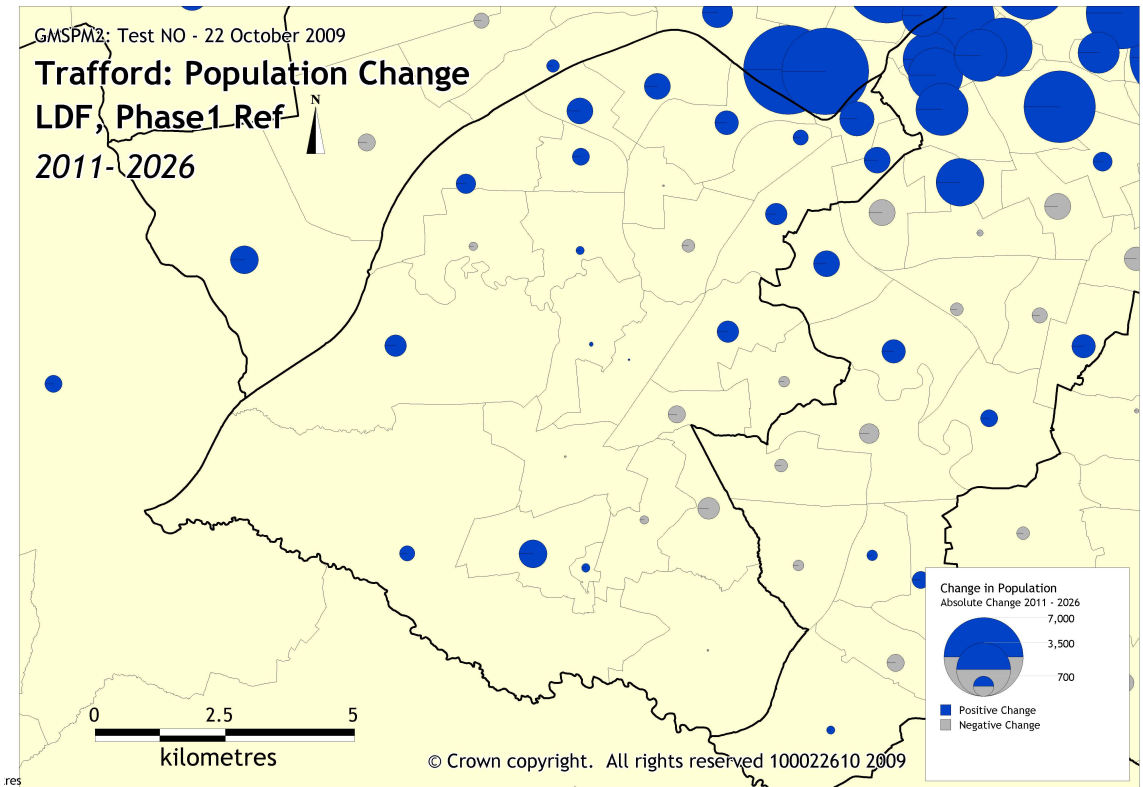 GMSPM2: Test NO - 22 October 2009
Trafford: Population Change
LDF, Phase1 Ref
2011- 2026
N
Change in Population
Absolute Change 2011 - 2026
7,000
3,500
700
Positive Change
Negative Change
0 2.5 5
kilometres
© Crown copyright. All rights reserved 100022610 2009
res